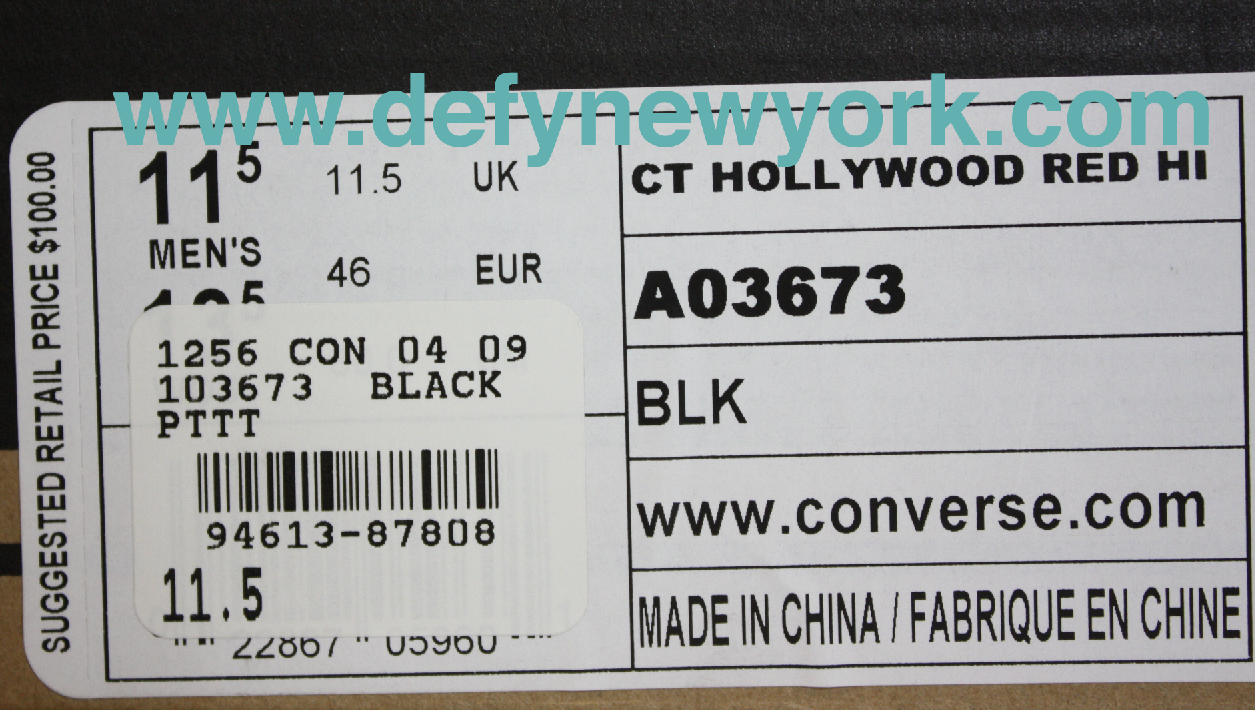 www.defynewyork.com
SUGGESTED RETAIL PRICE $100.00
11⁵ 11.5 UK
MEN'S 46 EUR
1256 CON 04 09
103673 BLACK
PTTT
94613-87808
11.5
22867 05960
CT HOLLYWOOD RED HI
A03673
BLK
www.converse.com
MADE IN CHINA / FABRIQUE EN CHINE